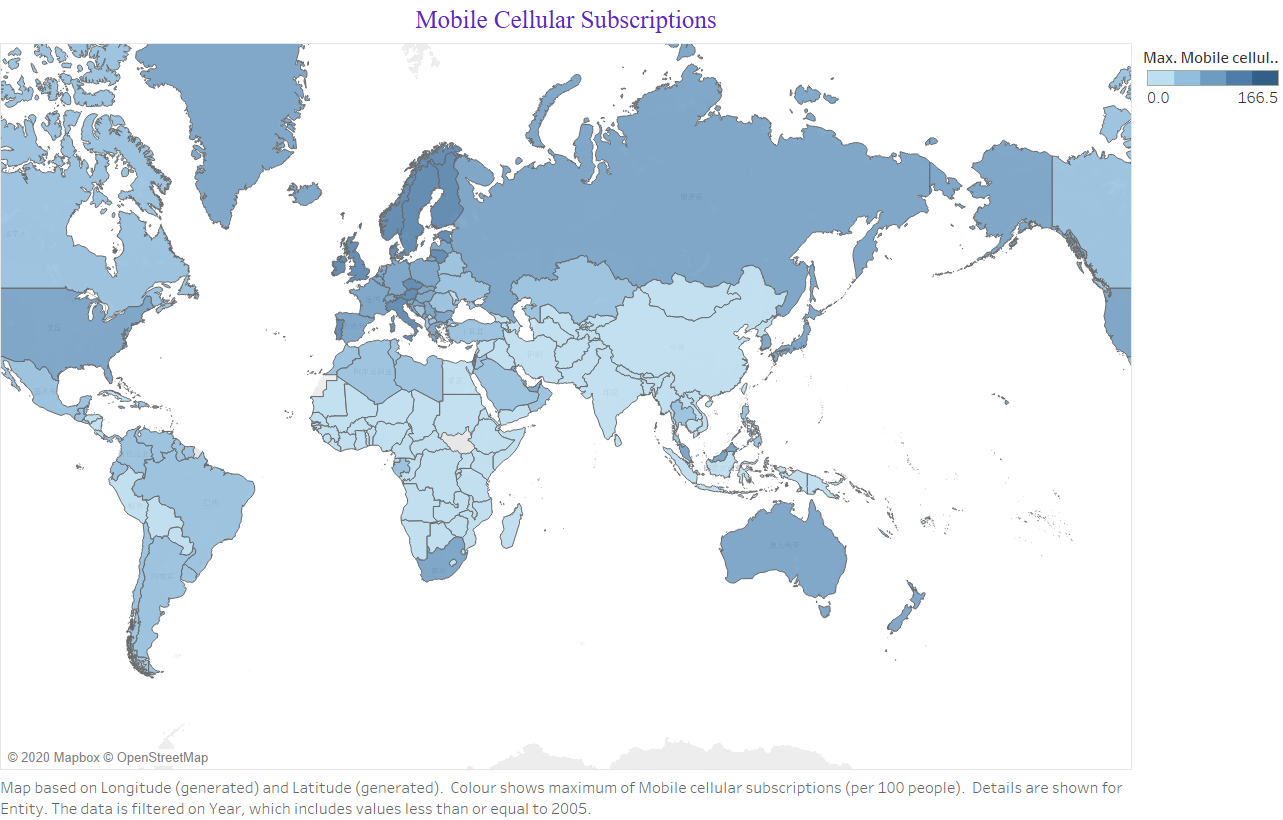 Mobile Cellular Subscriptions
Max. Mobile cellul..
0.0 166.5
© 2020 Mapbox © OpenStreetMap
Map based on Longitude (generated) and Latitude (generated). Colour shows maximum of Mobile cellular subscriptions (per 100 people). Details are shown for
Entity. The data is filtered on Year, which includes values less than or equal to 2005.